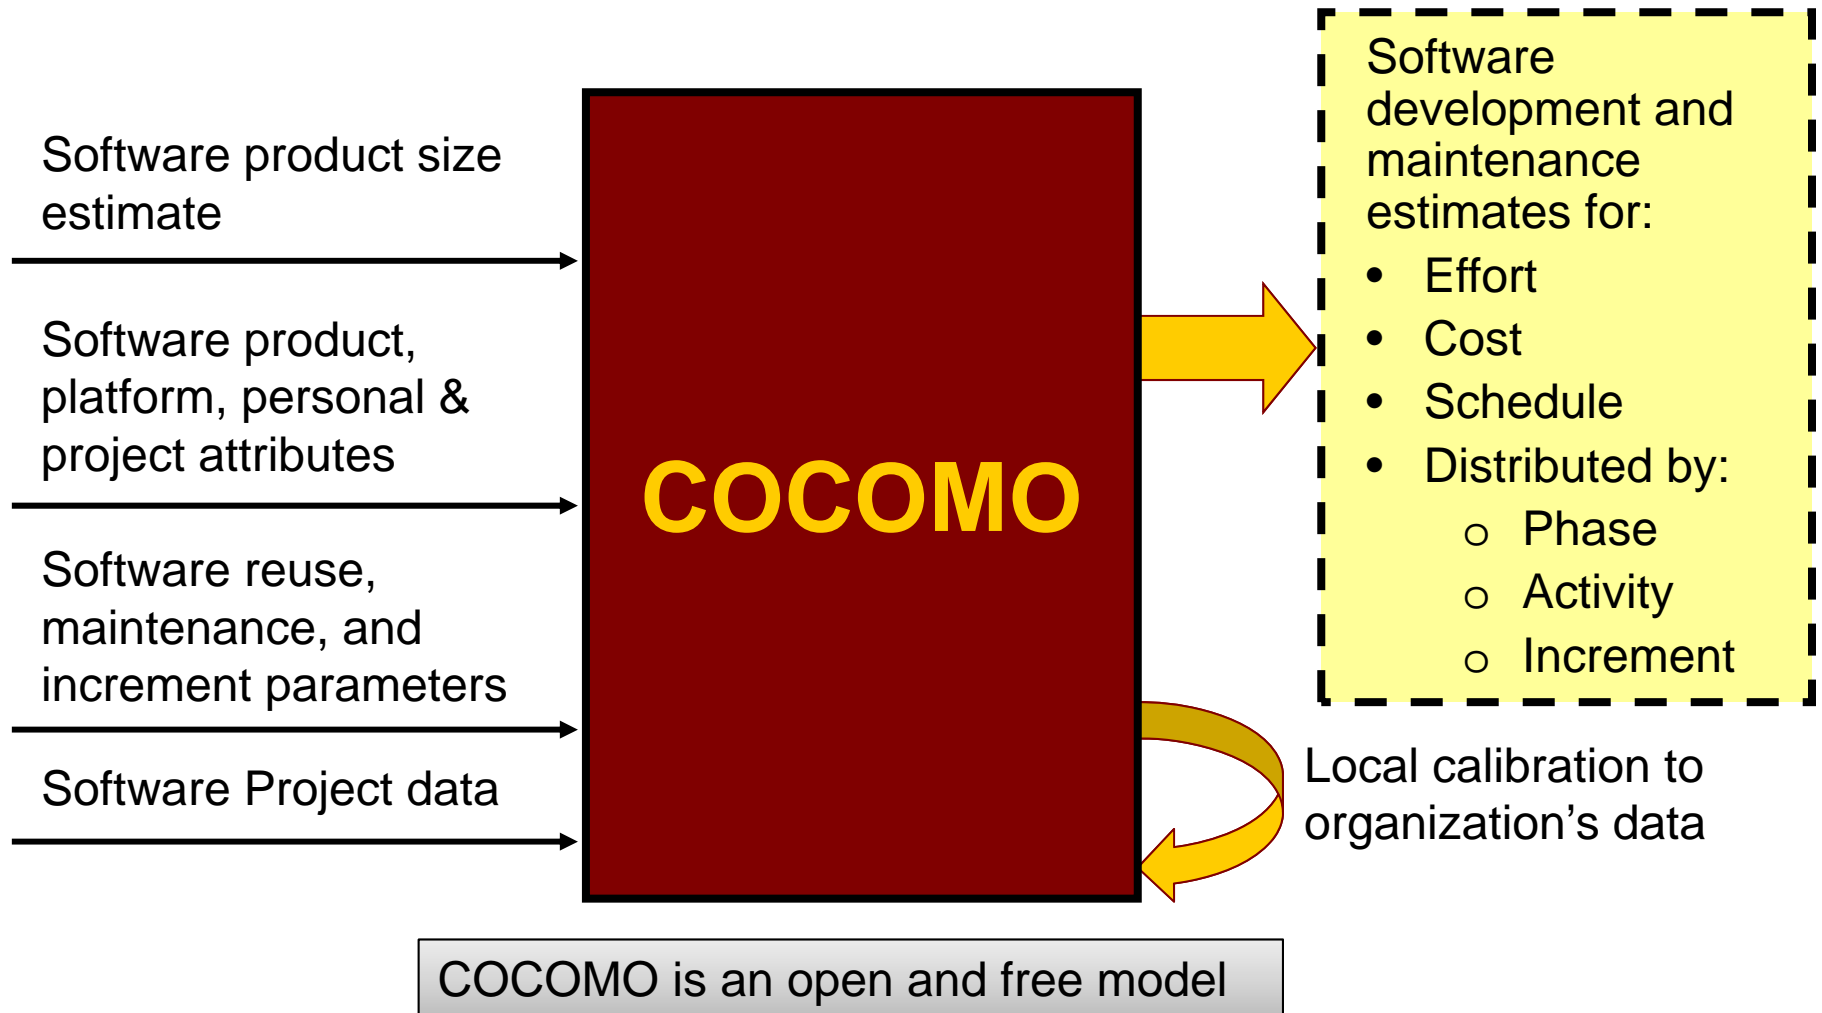 Software product size
estimate
Software product,
platform, personal &
project attributes
Software reuse,
maintenance, and
increment parameters
Software Project data
COCOMO
Software
development and
maintenance
estimates for:
• Effort
• Cost
• Schedule
• Distributed by:
o Phase
o Activity
o Increment
Local calibration to
organization’s data
COCOMO is an open and free model